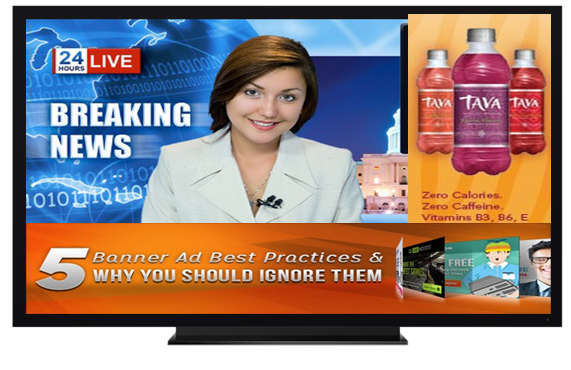 24
HOURS
LIVE
BREAKING
NEWS
TAVA
TAVA
TAVA
Zero Calories.
Zero Caffeine.
Vitamins B3, B6, E
5 Banner Ad Best Practices &
WHY YOU SHOULD IGNORE THEM
FREE